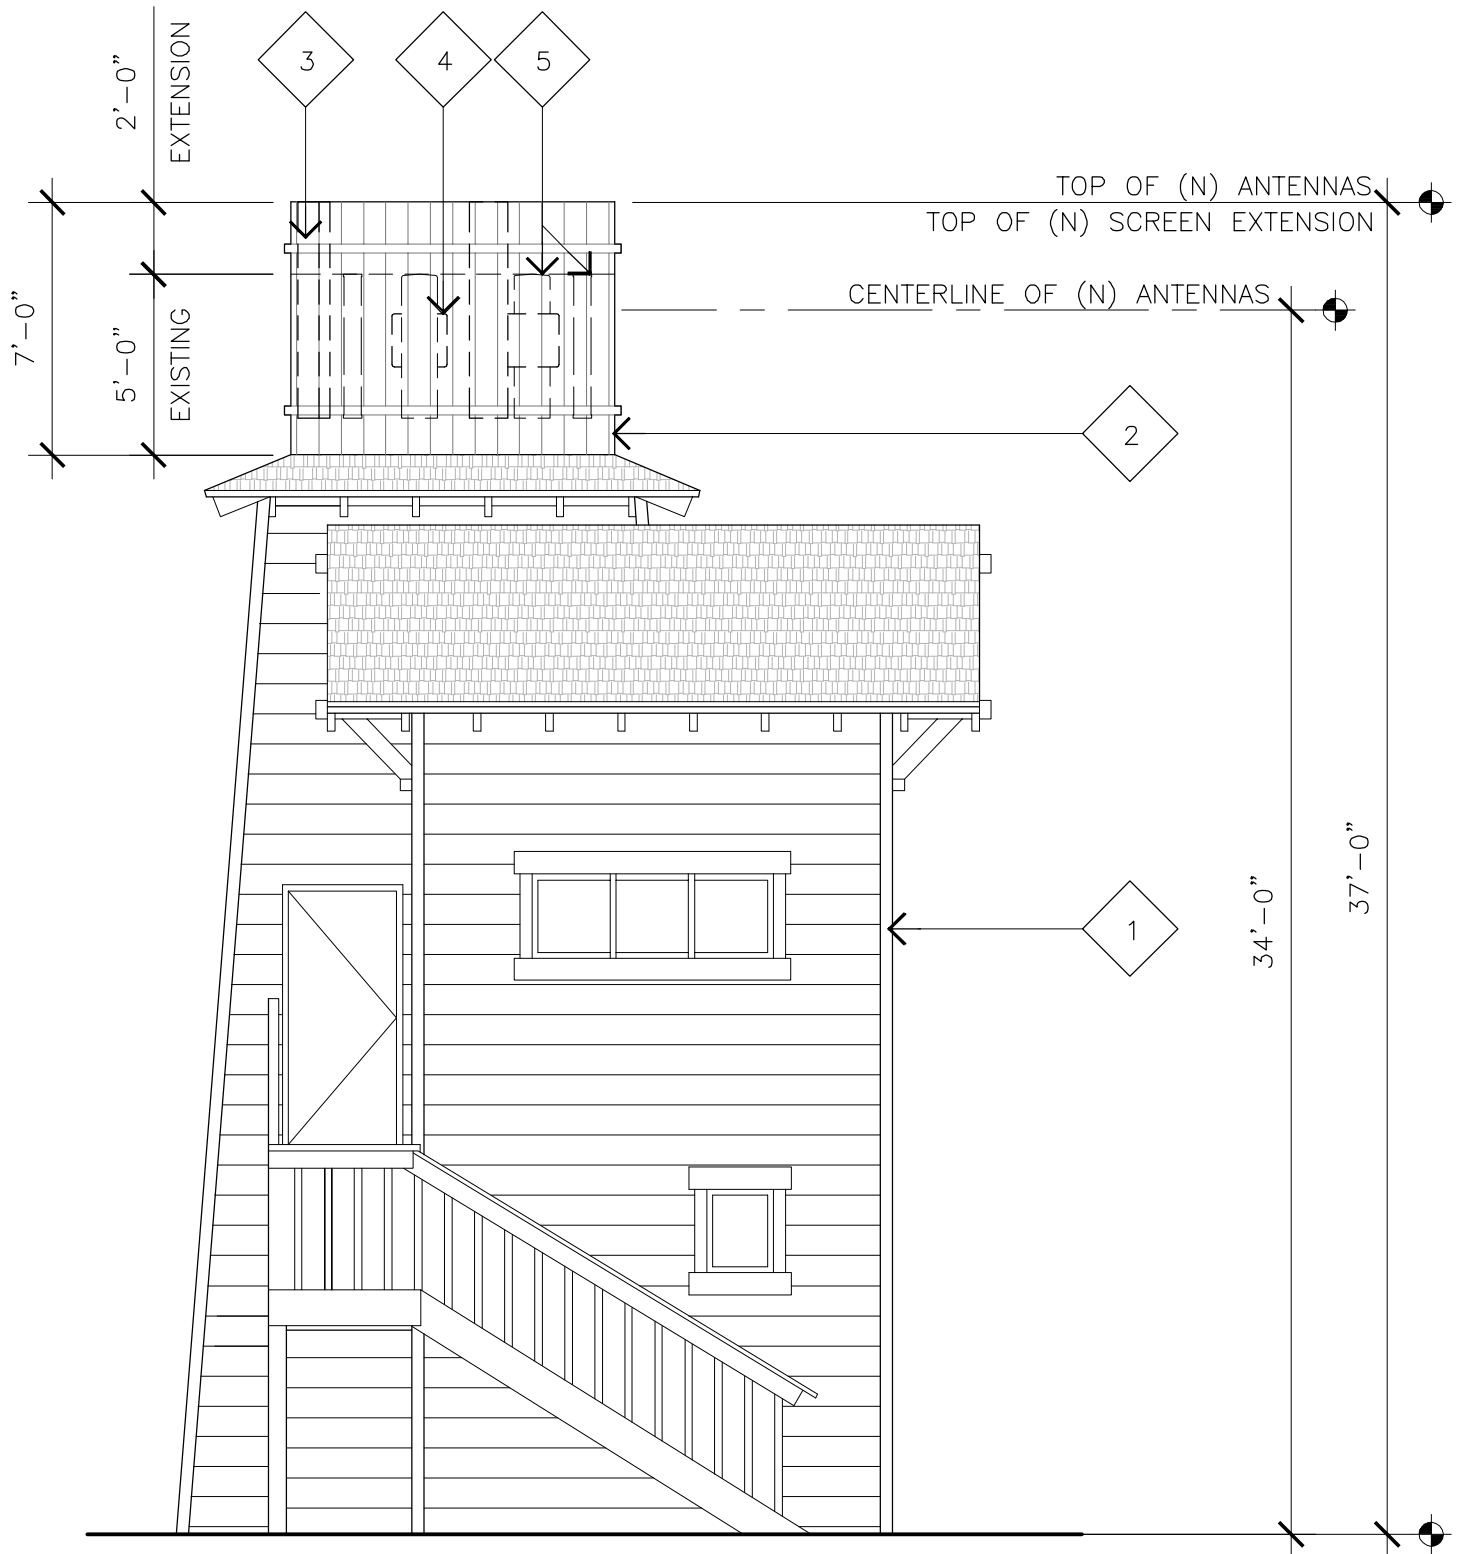 3
4
5
2'-0"
EXTENSION
TOP OF (N) ANTENNAS
TOP OF (N) SCREEN EXTENSION
CENTERLINE OF (N) ANTENNAS
7'-0"
5'-0"
EXISTING
2
1
34'-0"
37'-0"